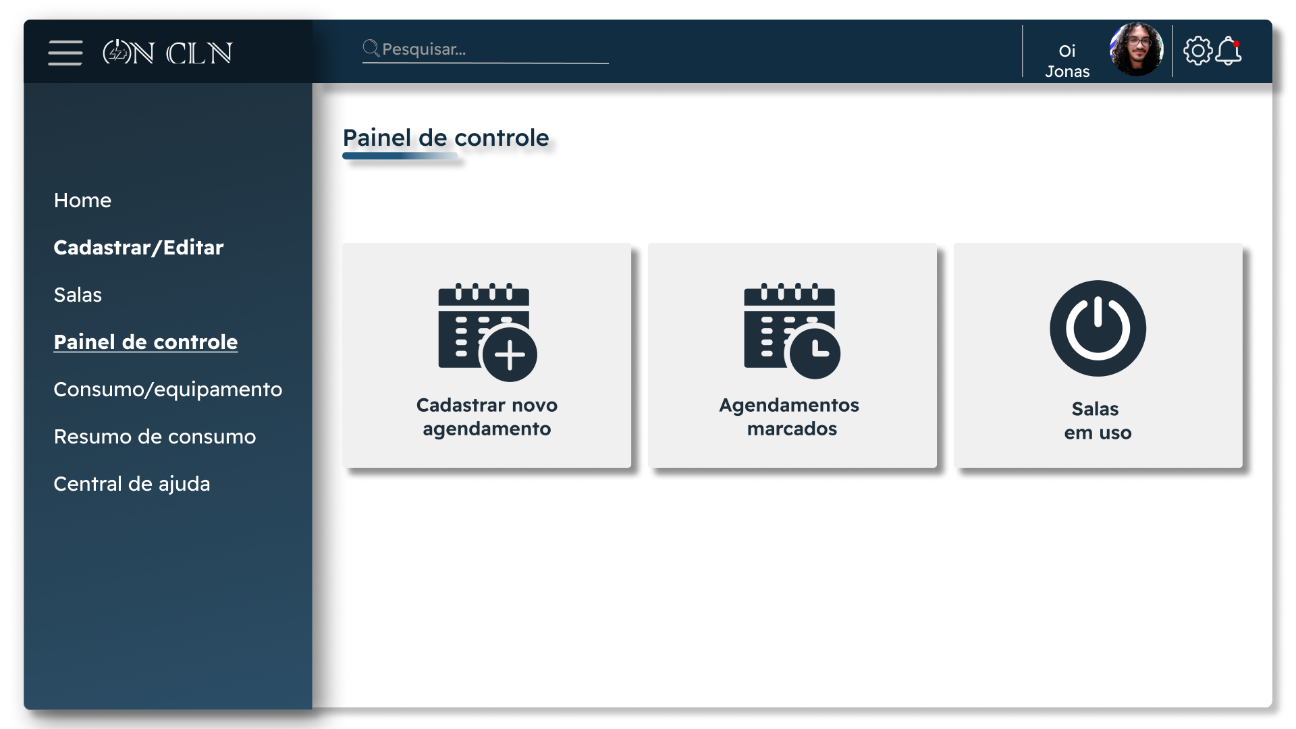 ON CLN
Pesquisar...
Oi
Jonas
Painel de controle
Home
Cadastrar/Editar
Salas
Painel de controle
Consumo/equipamento
Resumo de consumo
Central de ajuda
Cadastrar novo
agendamento
Agendamentos
marcados
Salas
em uso